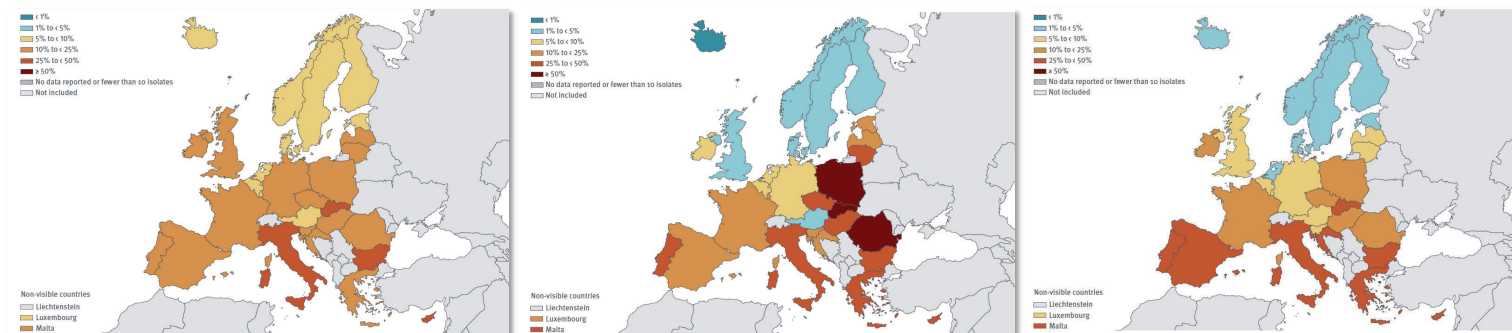 < 1%
1% to < 5%
5% to < 10%
10% to < 25%
25% to < 50%
≥ 50%
No data reported or fewer than 10 isolates
Not included
Non-visible countries
Liechtenstein
Luxembourg
Malta
< 1%
1% to < 5%
5% to < 10%
10% to < 25%
25% to < 50%
≥ 50%
No data reported or fewer than 10 isolates
Not included
Non-visible countries
Liechtenstein
Luxembourg
Malta
< 1%
1% to < 5%
5% to < 10%
10% to < 25%
25% to < 50%
≥ 50%
No data reported or fewer than 10 isolates
Not included
Non-visible countries
Liechtenstein
Luxembourg
Malta